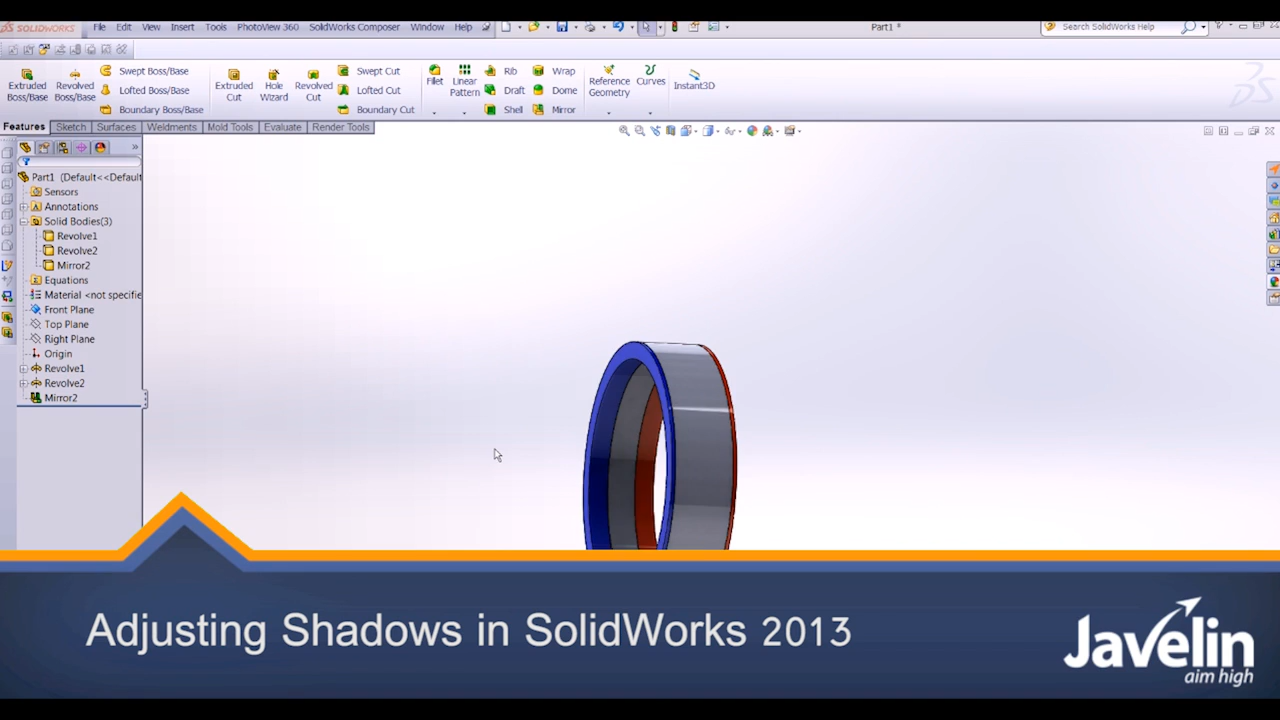 SOLIDWORKS File Edit View Insert Tools PhotoView 360 SolidWorks Composer Window Help Part1 * Search SolidWorks Help
Extruded Boss/Base
Revolved Boss/Base
Swept Boss/Base
Lofted Boss/Base
Boundary Boss/Base
Extruded Cut
Hole Wizard
Revolved Cut
Swept Cut
Lofted Cut
Boundary Cut
Fillet
Linear Pattern
Rib
Draft
Shell
Wrap
Dome
Mirror
Reference Geometry
Curves
Instant3D
Features Sketch Surfaces Weldments Mold Tools Evaluate Render Tools
Part1 (Default<<Default
Sensors
Annotations
Solid Bodies(3)
Revolve1
Revolve2
Mirror2
Equations
Material <not specifie
Front Plane
Top Plane
Right Plane
Origin
Revolve1
Revolve2
Mirror2
Adjusting Shadows in SolidWorks 2013
Javelin
aim high